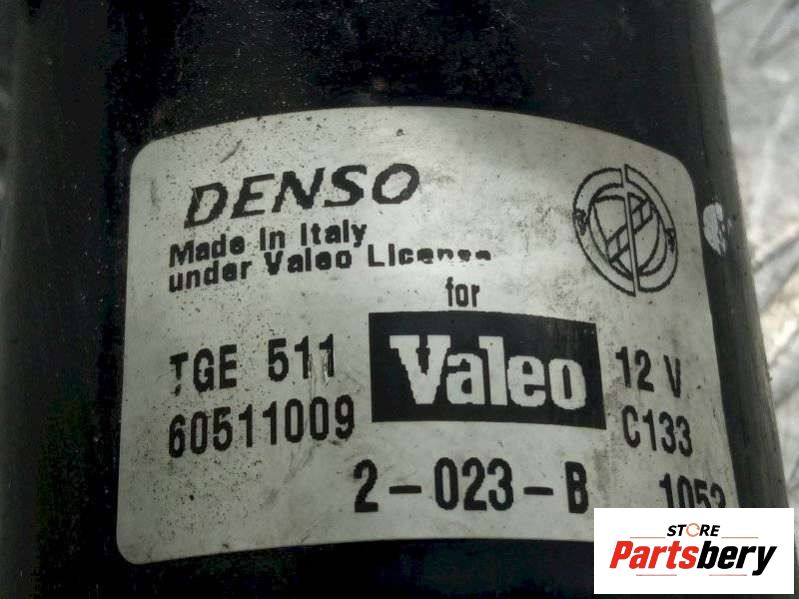 DENSO
Made in Italy
under Valeo License
for
TGE 511
Valeo
12 V
60511009
C133
2-023-B
STORE
Partsbery